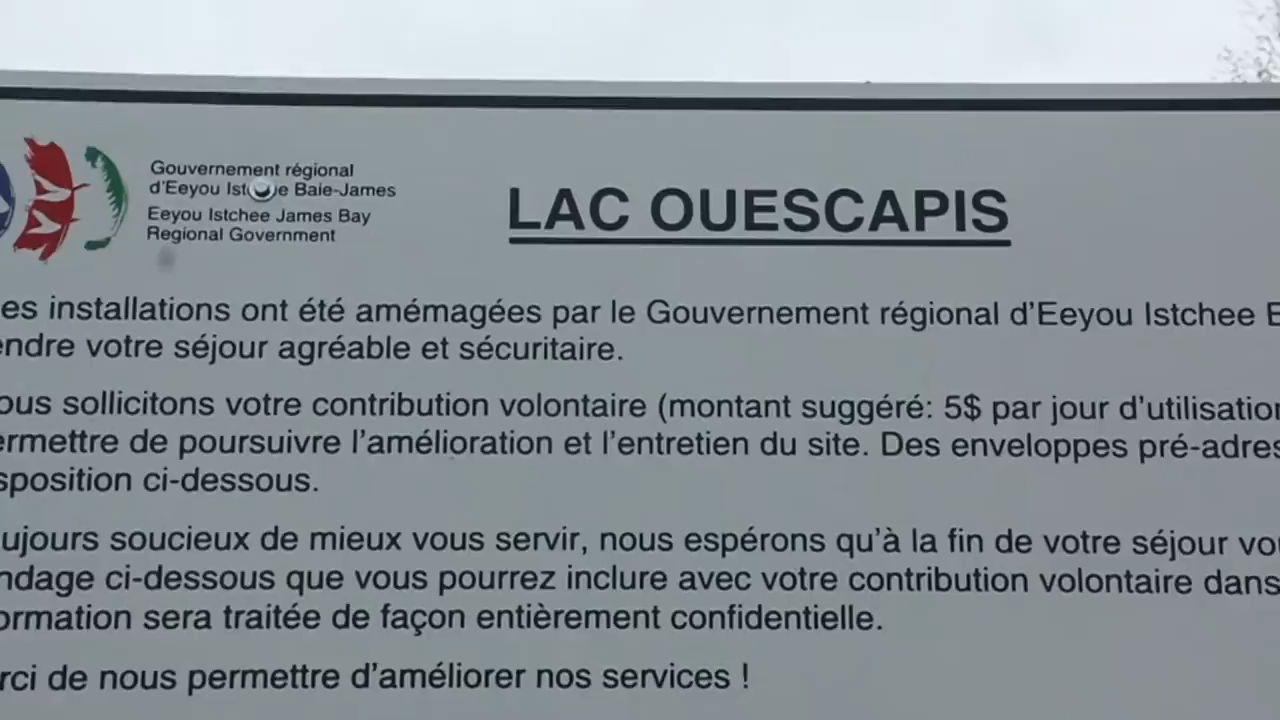 Gouvernement régional
d'Eeyou Ist e Baie-James
Eeyou Istchee James Bay
Regional Government
LAC OUESCAPIS
es installations ont été amémagées par le Gouvernement régional d'Eeyou Istchee B
endre votre séjour agréable et sécuritaire.
ous sollicitons votre contribution volontaire (montant suggéré: 5$ par jour d'utilisation
ermettre de poursuivre l'amélioration et l'entretien du site. Des enveloppes pré-adres
sposition ci-dessous.
ujours soucieux de mieux vous servir, nous espérons qu'à la fin de votre séjour vou
ndage ci-dessous que vous pourrez inclure avec votre contribution volontaire dans
ormation sera traitée de façon entièrement confidentielle.
rci de nous permettre d'améliorer nos services !